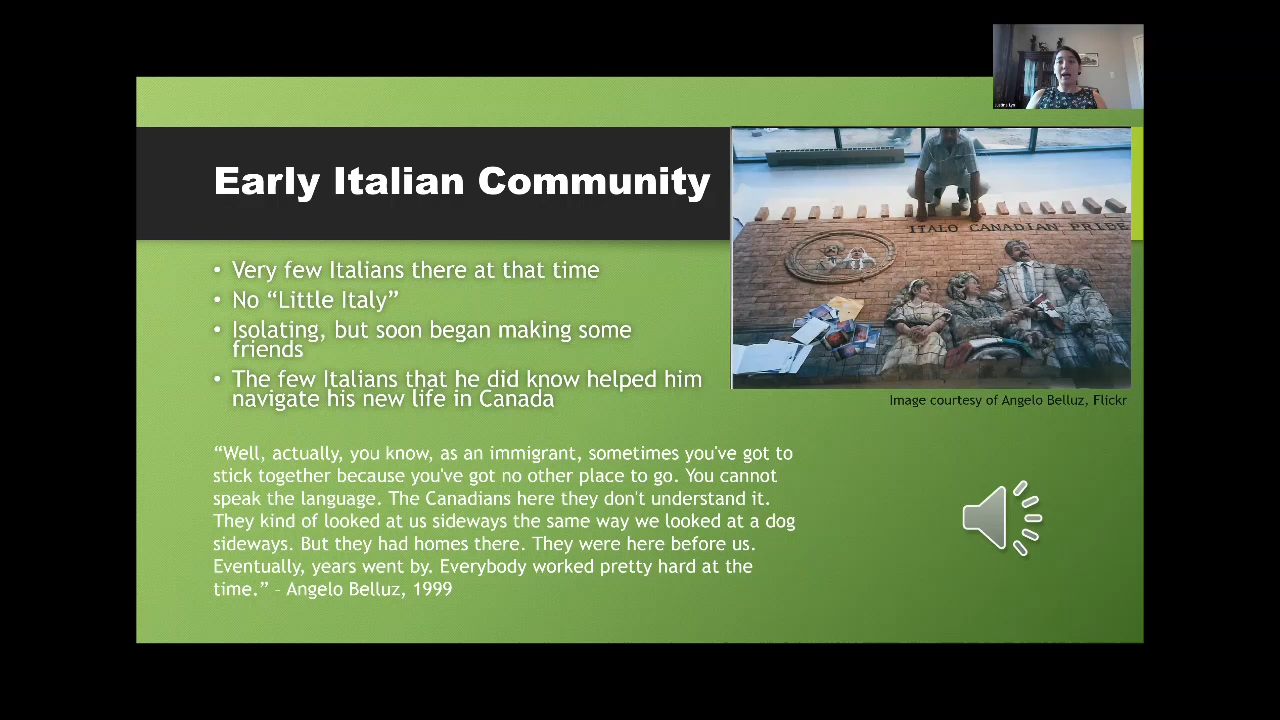 Justina Lyn
Early Italian Community
ITALO CANADIAN PRIDE
• Very few Italians there at that time
• No “Little Italy”
• Isolating, but soon began making some
friends
• The few Italians that he did know helped him
navigate his new life in Canada
Image courtesy of Angelo Belluz, Flickr
“Well, actually, you know, as an immigrant, sometimes you've got to
stick together because you've got no other place to go. You cannot
speak the language. The Canadians here they don't understand it.
They kind of looked at us sideways the same way we looked at a dog
sideways. But they had homes there. They were here before us.
Eventually, years went by. Everybody worked pretty hard at the
time.” – Angelo Belluz, 1999